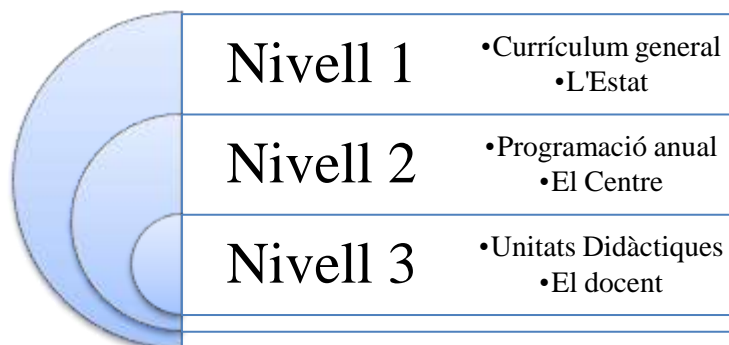 Nivell 1
•Currículum general
•L'Estat
Nivell 2
•Programació anual
•El Centre
Nivell 3
•Unitats Didàctiques
•El docent